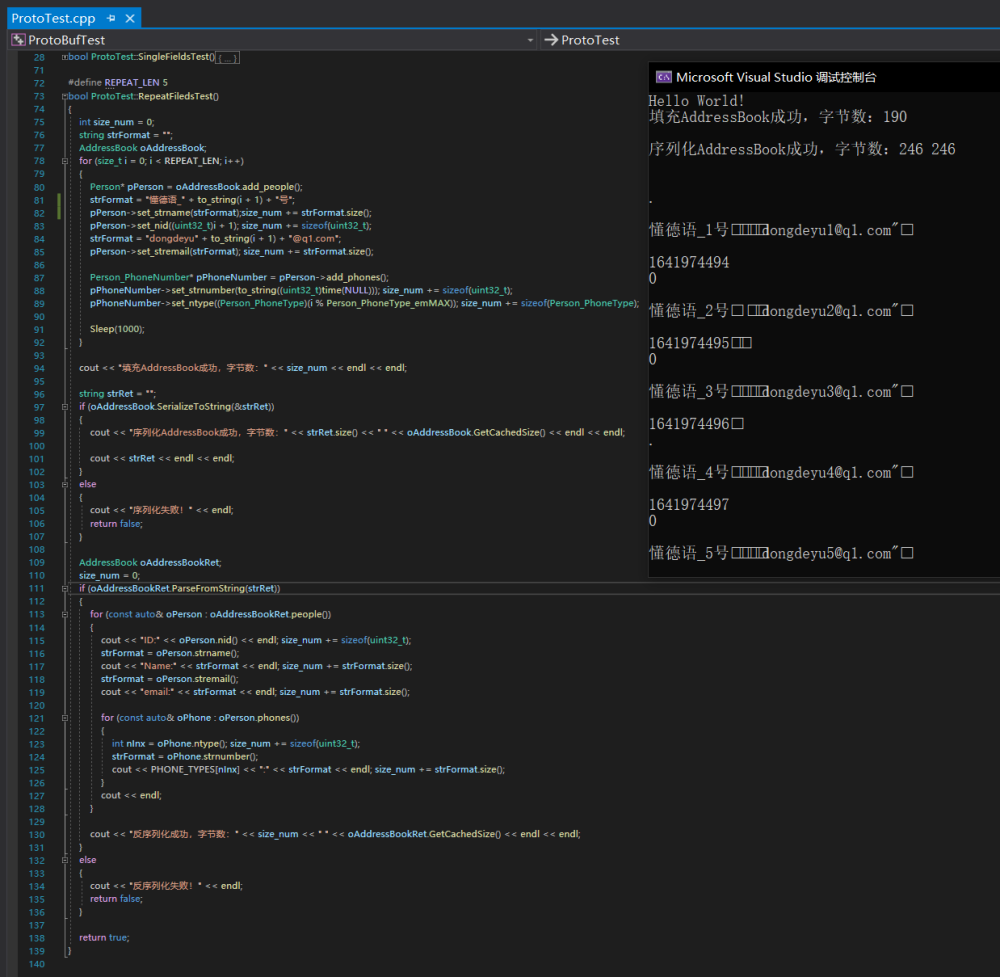 ProtoTest.cpp
ProtoBufTest
ProtoTest
28 bool ProtoTest::SingleFieldsTest(){ ... }
71
72 #define REPEAT_LEN 5
73 bool ProtoTest::RepeatFiledsTest()
74 {
75 int size_num = 0;
76 string strFormat = "";
77 AddressBook oAddressBook;
78 for (size_t i = 0; i < REPEAT_LEN; i++)
79 {
80 Person* pPerson = oAddressBook.add_people();
81 strFormat = "懂德语_" + to_string(i + 1) + "号";
82 pPerson->set_strname(strFormat);size_num += strFormat.size();
83 pPerson->set_nid((uint32_t)i + 1); size_num += sizeof(uint32_t);
84 strFormat = "dongdeyu" + to_string(i + 1) + "@q1.com";
85 pPerson->set_stremail(strFormat); size_num += strFormat.size();
86
87 Person_PhoneNumber* pPhoneNumber = pPerson->add_phones();
88 pPhoneNumber->set_strnumber(to_string((uint32_t)time(NULL))); size_num += sizeof(uint32_t);
89 pPhoneNumber->set_ntype((Person_PhoneType)(i % Person_PhoneType_emMAX)); size_num += sizeof(Person_PhoneType);
90
91 Sleep(1000);
92 }
93
94 cout << "填充AddressBook成功，字节数：" << size_num << endl << endl;
95
96 string strRet = "";
97 if (oAddressBook.SerializeToString(&strRet))
98 {
99 cout << "序列化AddressBook成功，字节数：" << strRet.size() << " " << oAddressBook.GetCachedSize() << endl << endl;
100
101 cout << strRet << endl << endl;
102 }
103 else
104 {
105 cout << "序列化失败！" << endl;
106 return false;
107 }
108
109 AddressBook oAddressBookRet;
110 size_num = 0;
111 if (oAddressBookRet.ParseFromString(strRet))
112 {
113 for (const auto& oPerson : oAddressBookRet.people())
114 {
115 cout << "ID:" << oPerson.nid() << endl; size_num += sizeof(uint32_t);
116 strFormat = oPerson.strname();
117 cout << "Name:" << strFormat << endl; size_num += strFormat.size();
118 strFormat = oPerson.stremail();
119 cout << "email:" << strFormat << endl; size_num += strFormat.size();
120
121 for (const auto& oPhone : oPerson.phones())
122 {
123 int nInx = oPhone.ntype(); size_num += sizeof(uint32_t);
124 strFormat = oPhone.strnumber();
125 cout << PHONE_TYPES[nInx] << ":" << strFormat << endl; size_num += strFormat.size();
126 }
127 cout << endl;
128 }
129
130 cout << "反序列化成功，字节数：" << size_num << " " << oAddressBookRet.GetCachedSize() << endl << endl;
131 }
132 else
133 {
134 cout << "反序列化失败！" << endl;
135 return false;
136 }
137
138 return true;
139 }
140
Microsoft Visual Studio 调试控制台
Hello World!
填充AddressBook成功，字节数：190
序列化AddressBook成功，字节数：246 246
.
懂德语_1号□□□□dongdeyu1@q1.com"□
1641974494
0
懂德语_2号□ □□dongdeyu2@q1.com"□
1641974495□□
0
懂德语_3号□□□□dongdeyu3@q1.com"□
1641974496□
.
懂德语_4号□□□□dongdeyu4@q1.com"□
1641974497
0
懂德语_5号□□□□dongdeyu5@q1.com"□